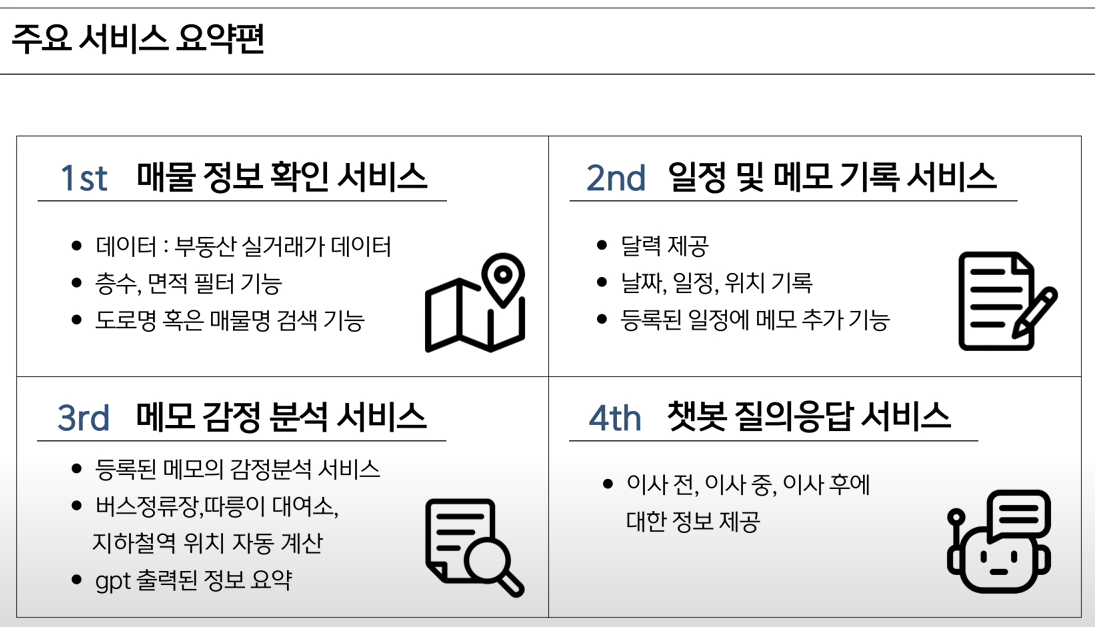 주요 서비스 요약편
1st 매물 정보 확인 서비스
• 데이터 : 부동산 실거래가 데이터
• 층수, 면적 필터 기능
• 도로명 혹은 매물명 검색 기능
2nd 일정 및 메모 기록 서비스
• 달력 제공
• 날짜, 일정, 위치 기록
• 등록된 일정에 메모 추가 기능
3rd 메모 감정 분석 서비스
• 등록된 메모의 감정분석 서비스
• 버스정류장,따릉이 대여소,
지하철역 위치 자동 계산
• gpt 출력된 정보 요약
4th 챗봇 질의응답 서비스
• 이사 전, 이사 중, 이사 후에
대한 정보 제공